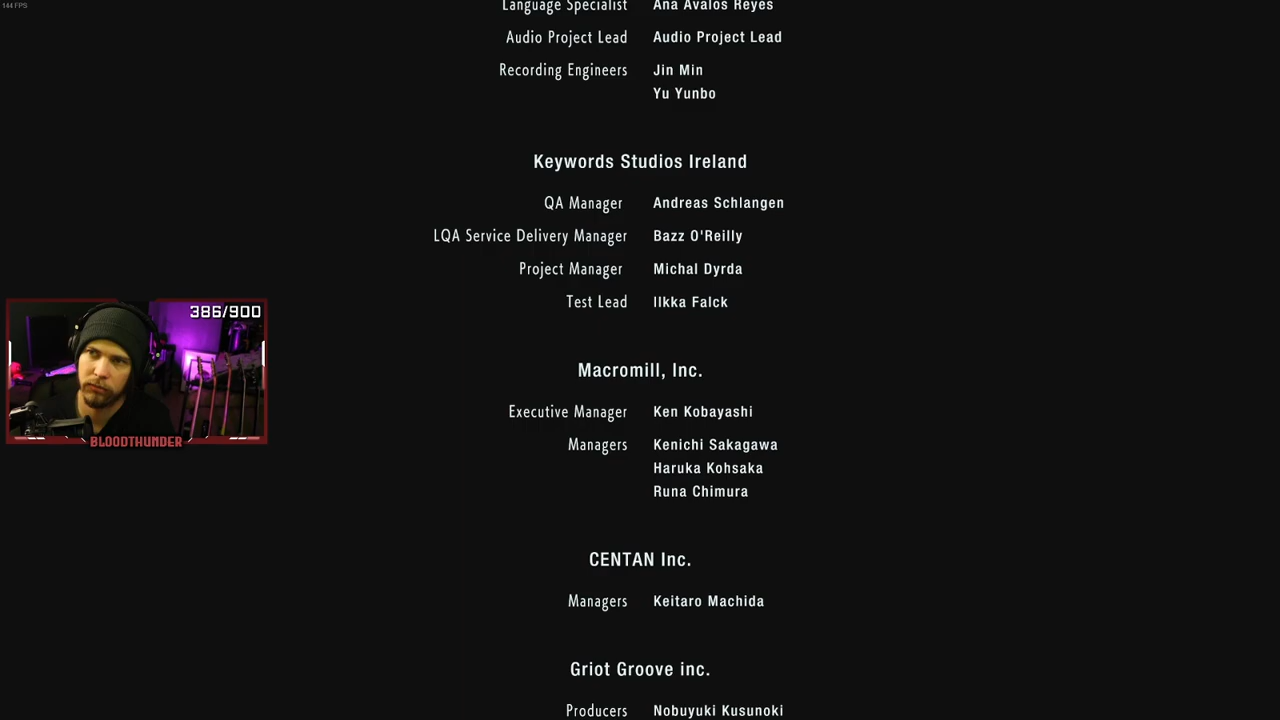 144 FPS
Language Specialist Ana Avalos Reyes
Audio Project Lead Audio Project Lead
Recording Engineers Jin Min
Yu Yunbo
Keywords Studios Ireland
QA Manager Andreas Schlangen
LQA Service Delivery Manager Bazz O'Reilly
Project Manager Michal Dyrda
Test Lead Ilkka Falck
386/900
BLOODTHUNDER
Macromill, Inc.
Executive Manager Ken Kobayashi
Managers Kenichi Sakagawa
Haruka Kohsaka
Runa Chimura
CENTAN Inc.
Managers Keitaro Machida
Griot Groove inc.
Producers Nobuyuki Kusunoki